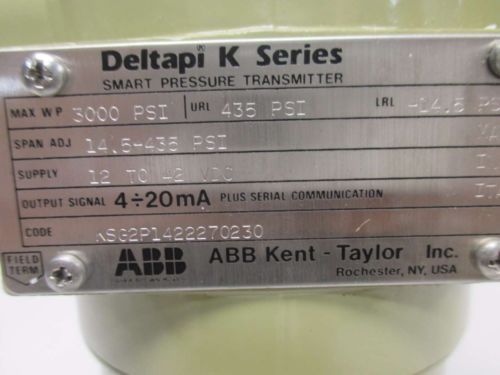 Deltapi K Series
SMART PRESSURE TRANSMITTER
MAX W P 3000 PSI URL 435 PSI LRL -14.5
SPAN ADJ 14.5-435 PSI
SUPPLY 12 TO 42 VDC
OUTPUT SIGNAL 4÷20mA PLUS SERIAL COMMUNICATION
CODE KSG2P1422270230
FIELD
TERM
ABB ABB Kent - Taylor Inc.
Rochester, NY, USA